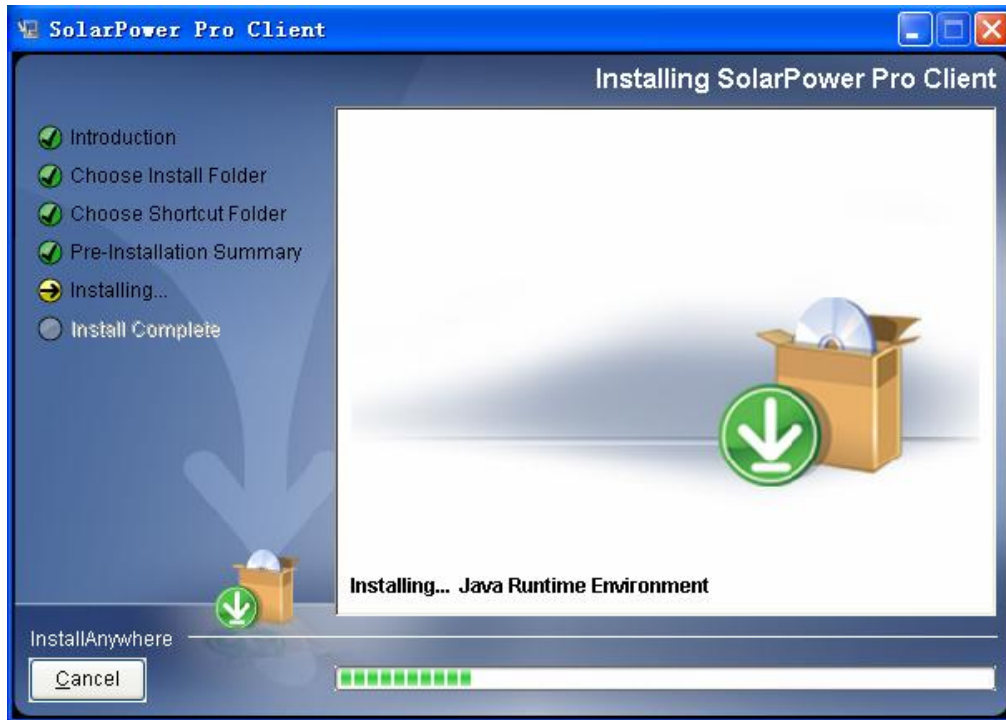 SolarPower Pro Client
Installing SolarPower Pro Client
Introduction
Choose Install Folder
Choose Shortcut Folder
Pre-Installation Summary
Installing...
Install Complete
Installing... Java Runtime Environment
InstallAnywhere
Cancel